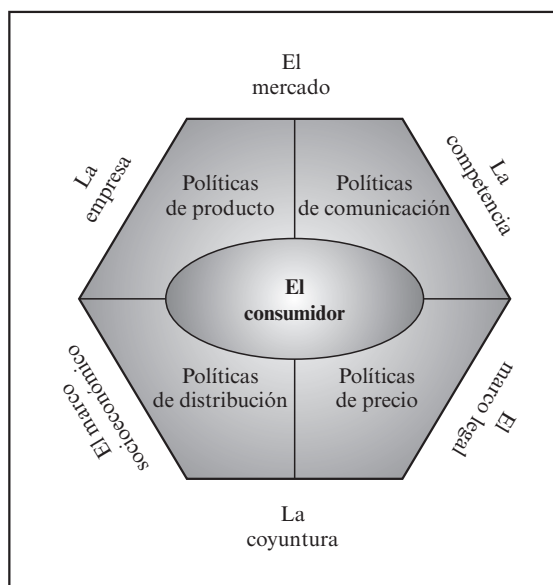 El
mercado
La
empresa
La
competencia
Políticas
de producto
Políticas
de comunicación
El
consumidor
Políticas
de distribución
Políticas
de precio
El marco
socioeconómico
El
marco legal
La
coyuntura